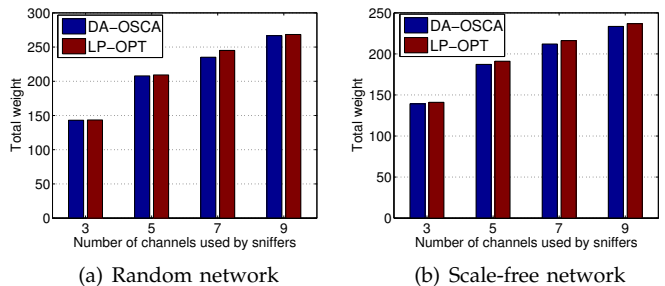 300
250
200
150
100
50
0
Total weight
DA-OSCA
LP-OPT
3 5 7 9
Number of channels used by sniffers
(a) Random network
250
200
150
100
50
0
Total weight
DA-OSCA
LP-OPT
3 5 7 9
Number of channels used by sniffers
(b) Scale-free network